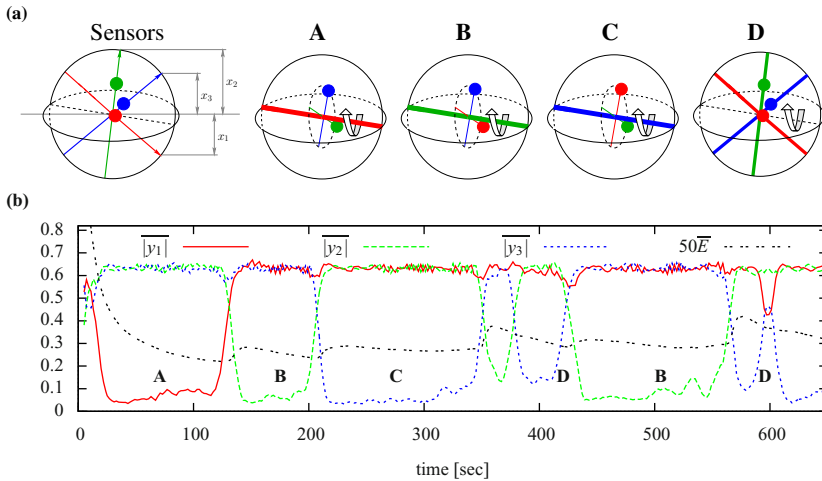 (a)
Sensors A B C D
x₂
x₃
x₁
(b)
|y₁| |y₂| |y₃| 50E
0.8
0.7
0.6
0.5
0.4
0.3
0.2
0.1
0
A B C D B D
0 100 200 300 400 500 600
time [sec]